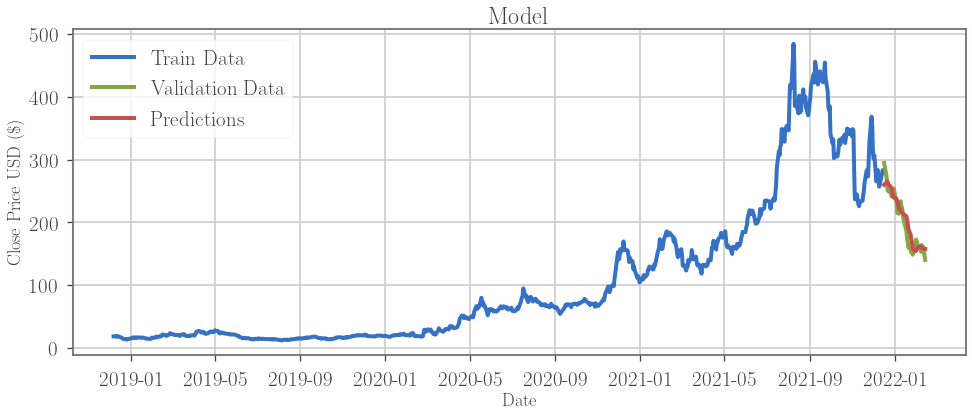 Model
500
400
300
200
100
0
Close Price USD ($)
Train Data
Validation Data
Predictions
2019-01 2019-05 2019-09 2020-01 2020-05 2020-09 2021-01 2021-05 2021-09 2022-01
Date